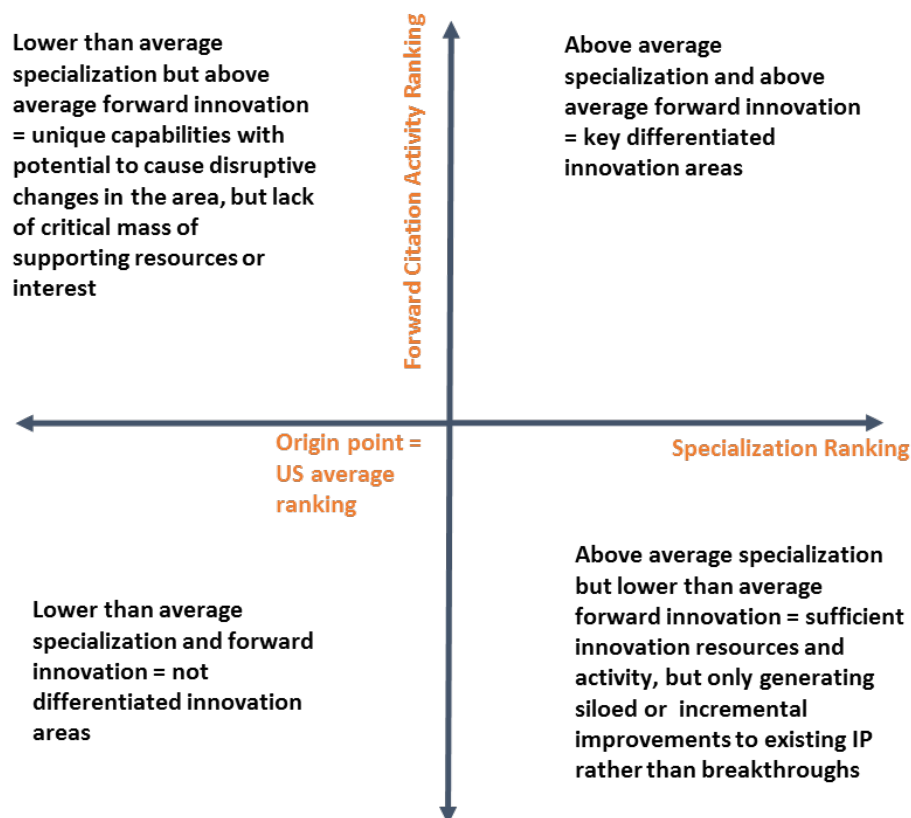 Lower than average
specialization but above
average forward innovation
= unique capabilities with
potential to cause disruptive
changes in the area, but lack
of critical mass of
supporting resources or
interest
Forward Citation Activity Ranking
Above average
specialization and above
average forward innovation
= key differentiated
innovation areas
Origin point =
US average
ranking
Specialization Ranking
Lower than average
specialization and forward
innovation = not
differentiated innovation
areas
Above average specialization
but lower than average
forward innovation = sufficient
innovation resources and
activity, but only generating
siloed or incremental
improvements to existing IP
rather than breakthroughs